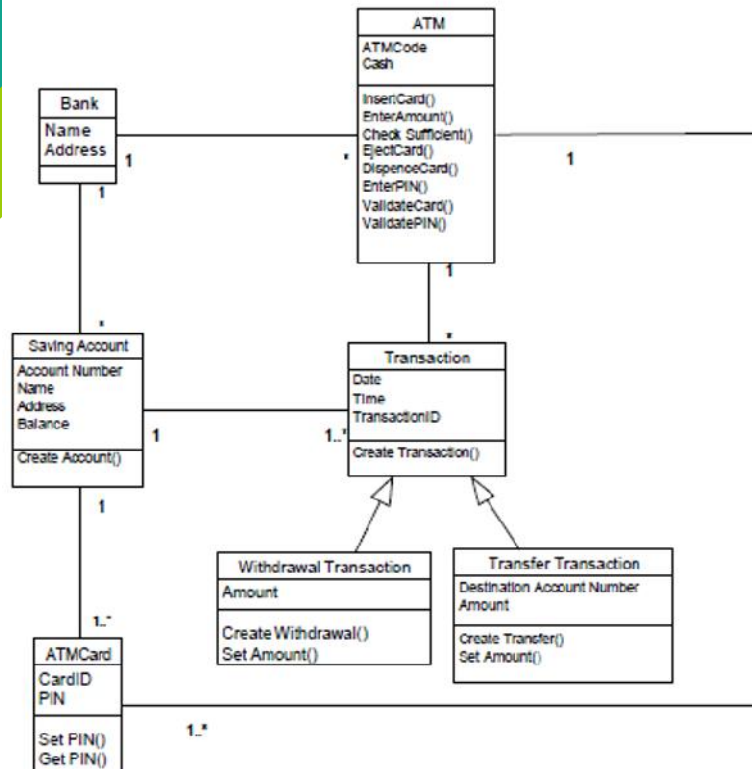 ATM
ATMCode
Cash
InsertCard()
EnterAmount()
Check Sufficient()
EjectCard()
DispenceCard()
EnterPIN()
ValidateCard()
ValidatePIN()
Bank
Name
Address
1
*
1
1
1
*
1
*
Saving Account
Account Number
Name
Address
Balance
Create Account()
Transaction
Date
Time
TransactionID
Create Transaction()
1
1..*
1
Withdrawal Transaction
Amount
Create Withdrawal()
Set Amount()
Transfer Transaction
Destination Account Number
Amount
Create Transfer()
Set Amount()
1..*
ATMCard
CardID
PIN
Set PIN()
Get PIN()
1..*